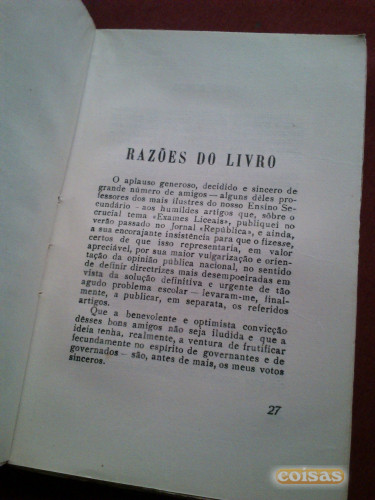 RAZÕES DO LIVRO
O aplauso generoso, decidido e sincero de
grande número de amigos — alguns dêles pro-
fessores dos mais ilustres do nosso Ensino Se-
cundário - aos humildes artigos que, sôbre o
crucial tema «Exames Liceais», publiquei no
verão passado no Jornal «República», e ainda,
a sua encorajante insistência para que o fizesse,
certos de que isso representaria, em valor
apreciável, por sua maior vulgarização e orien-
tação da opinião pública nacional, no sentido
de definir directrizes mais desempoeiradas em
vista da solução definitiva e urgente de tão
agudo problema escolar — levaram-me, final-
mente, a publicar, em separata, os referidos
artigos.
Que a benevolente e optimista convicção
dêsses bons amigos não seja iludida e que a
ideia tenha, realmente, a ventura de frutificar
fecundamente no espírito de governantes e de
governados — são, antes de mais, os meus votos
sinceros.
27
coisas